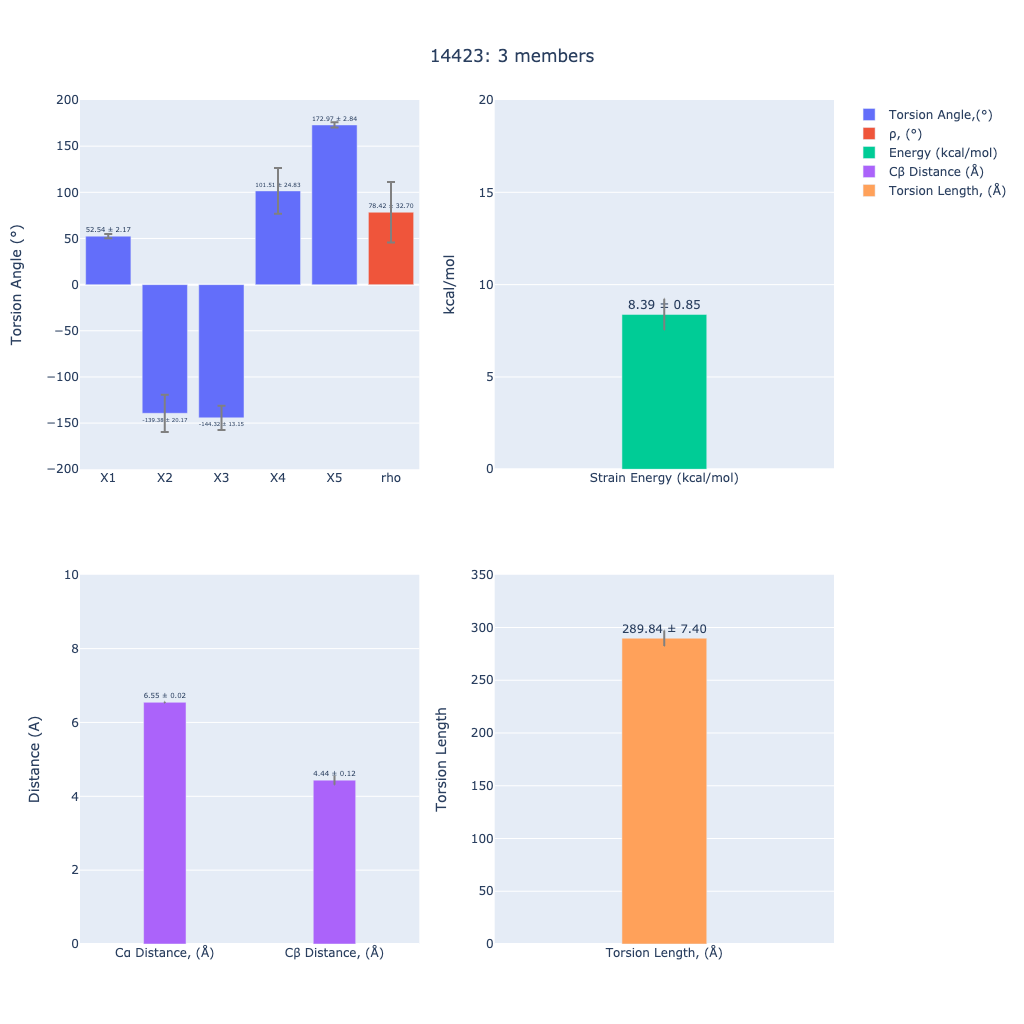 14423: 3 members
200
150
100
50
0
−50
−100
−150
−200
Torsion Angle (°)
52.54 ± 2.17
-139.38 ± 20.17
-144.32 ± 13.15
101.51 ± 24.83
172.97 ± 2.84
78.42 ± 32.70
X1 X2 X3 X4 X5 rho
20
15
10
5
0
kcal/mol
8.39 ± 0.85
Strain Energy (kcal/mol)
Torsion Angle,(°)
ρ, (°)
Energy (kcal/mol)
Cβ Distance (Å)
Torsion Length, (Å)
10
8
6
4
2
0
Distance (A)
6.55 ± 0.02
4.44 ± 0.12
Cα Distance, (Å) Cβ Distance, (Å)
350
300
250
200
150
100
50
0
Torsion Length
289.84 ± 7.40
Torsion Length, (Å)